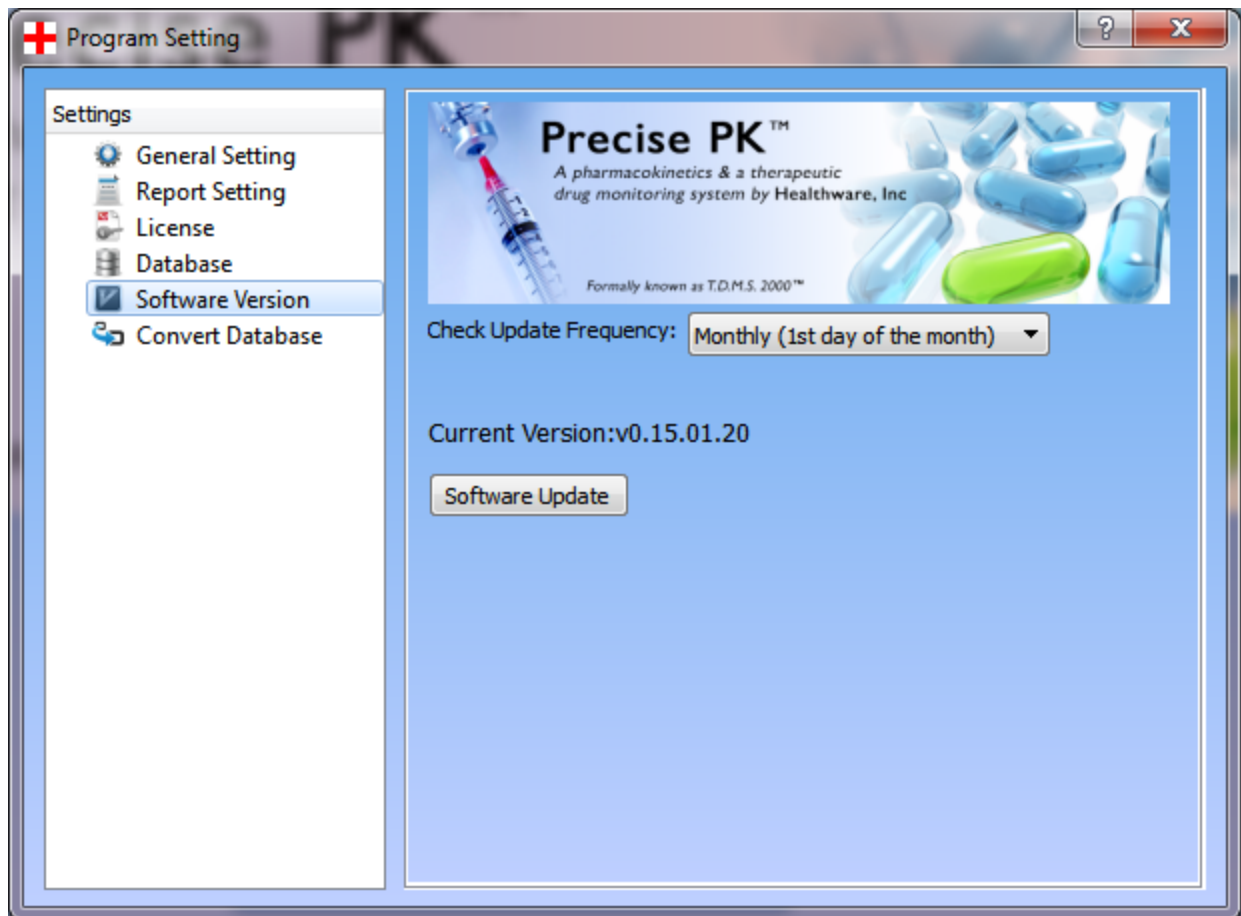 Program Setting
?
X
Settings
General Setting
Report Setting
License
Database
Software Version
Convert Database
Precise PK™
A pharmacokinetics & a therapeutic
drug monitoring system by Healthware, Inc
Formally known as T.D.M.S. 2000™
Check Update Frequency: Monthly (1st day of the month)
Current Version:v0.15.01.20
Software Update